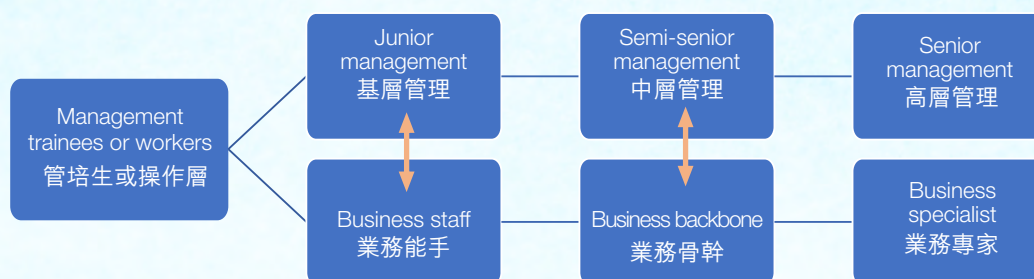 Management
trainees or workers
管培生或操作層
Junior
management
基層管理
Semi-senior
management
中層管理
Senior
management
高層管理
Business staff
業務能手
Business backbone
業務骨幹
Business
specialist
業務專家